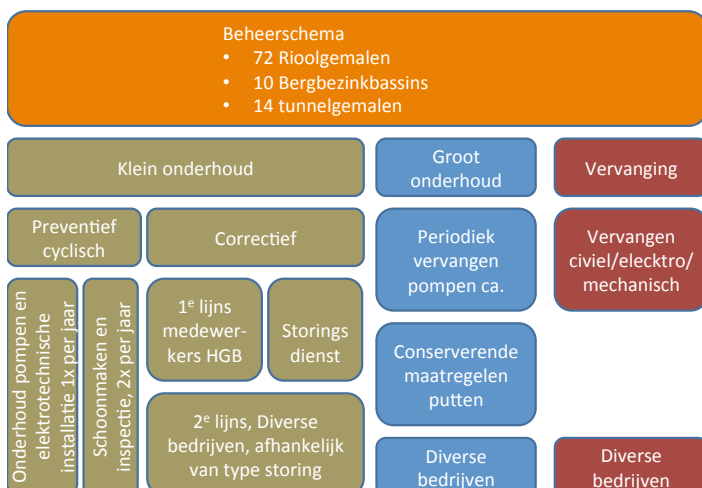 Beheerschema
• 72 Rioolgemalen
• 10 Bergbezinkbassins
• 14 tunnelgemalen
Klein onderhoud
Groot
onderhoud
Vervanging
Preventief
cyclisch
Correctief
Periodiek
vervangen
pompen ca.
Vervangen
civiel/elecktro/
mechanisch
Onderhoud pompen en
elektrotechnische
installatie 1x per jaar
Schoonmaken en
inspectie, 2x per jaar
1e lijns
medewer-
kers HGB
Storings
dienst
Conserverende
maatregelen
putten
2e lijns, Diverse
bedrijven, afhankelijk
van type storing
Diverse
bedrijven
Diverse
bedrijven